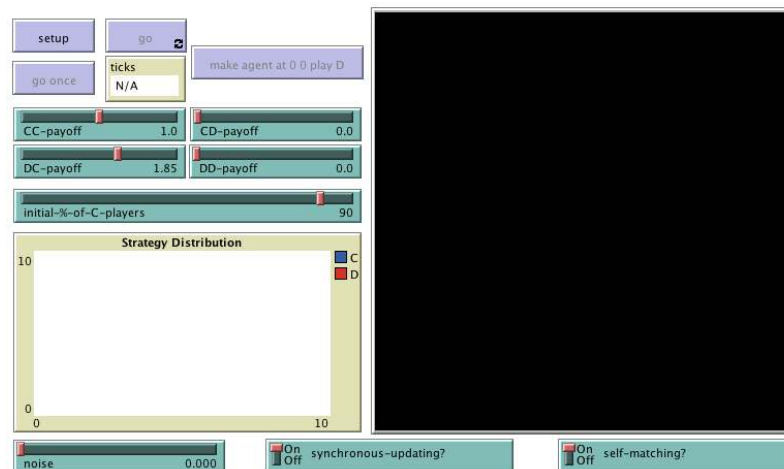 setup
go
go once
ticks
N/A
make agent at 0 0 play D
CC-payoff 1.0
CD-payoff 0.0
DC-payoff 1.85
DD-payoff 0.0
initial-%-of-C-players 90
Strategy Distribution
10
C
D
0
0 10
noise 0.000
On
Off
synchronous-updating?
On
Off
self-matching?